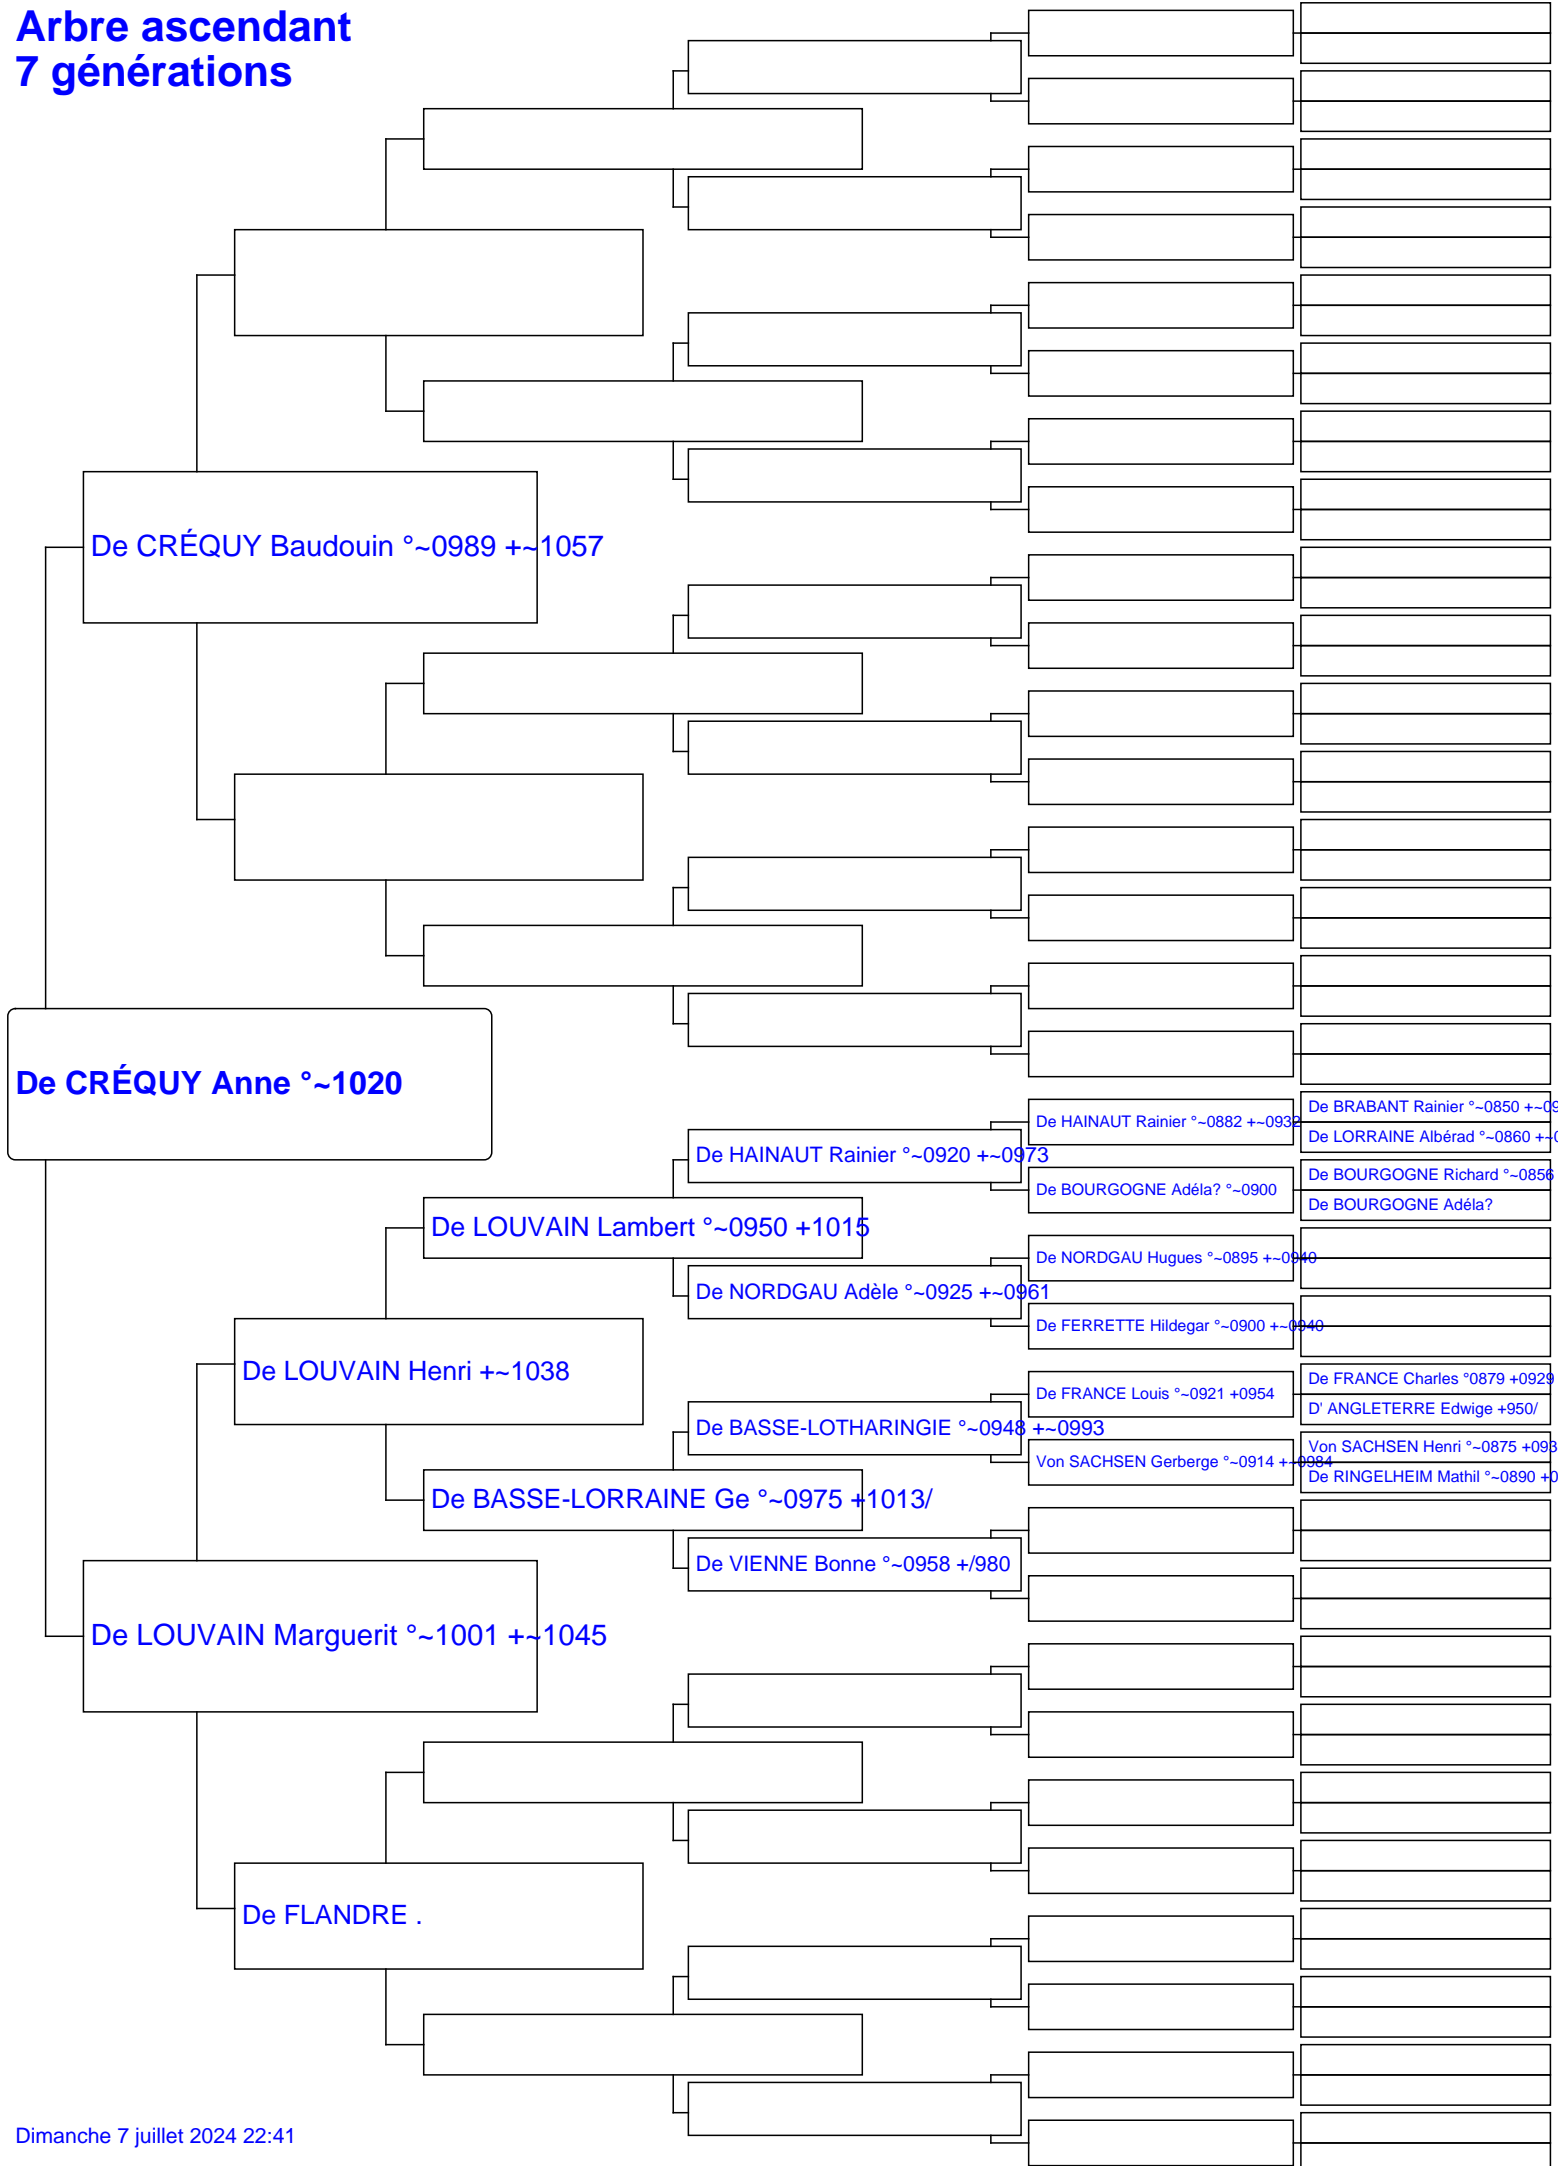 Arbre ascendant
7 générations
De CRÉQUY Baudouin °~0989 +~1057
De CRÉQUY Anne °~1020
De HAINAUT Rainier °~0882 +~0932
De BRABANT Rainier °~0850 +~09
De LORRAINE Albérad °~0860 +~0
De HAINAUT Rainier °~0920 +~0973
De BOURGOGNE Adéla? °~0900
De BOURGOGNE Richard °~0856
De BOURGOGNE Adéla?
De LOUVAIN Lambert °~0950 +1015
De NORDGAU Hugues °~0895 +~0940
De NORDGAU Adèle °~0925 +~0961
De FERRETTE Hildegar °~0900 +~0940
De LOUVAIN Henri +~1038
De FRANCE Louis °~0921 +0954
De FRANCE Charles °0879 +0929
D' ANGLETERRE Edwige +950/
De BASSE-LOTHARINGIE °~0948 +~0993
Von SACHSEN Gerberge °~0914 +~0984
Von SACHSEN Henri °~0875 +093
De RINGELHEIM Mathil °~0890 +0
De BASSE-LORRAINE Ge °~0975 +1013/
De VIENNE Bonne °~0958 +/980
De LOUVAIN Marguerit °~1001 +~1045
De FLANDRE .
Dimanche 7 juillet 2024 22:41